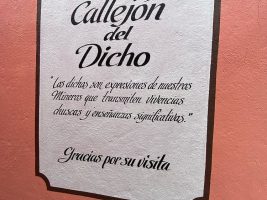 Callejón
del
Dicho
"Los dichos son expresiones de nuestros
Mineros que transmiten vivencias
chuscas y enseñanzas significativas."
Gracias por su visita